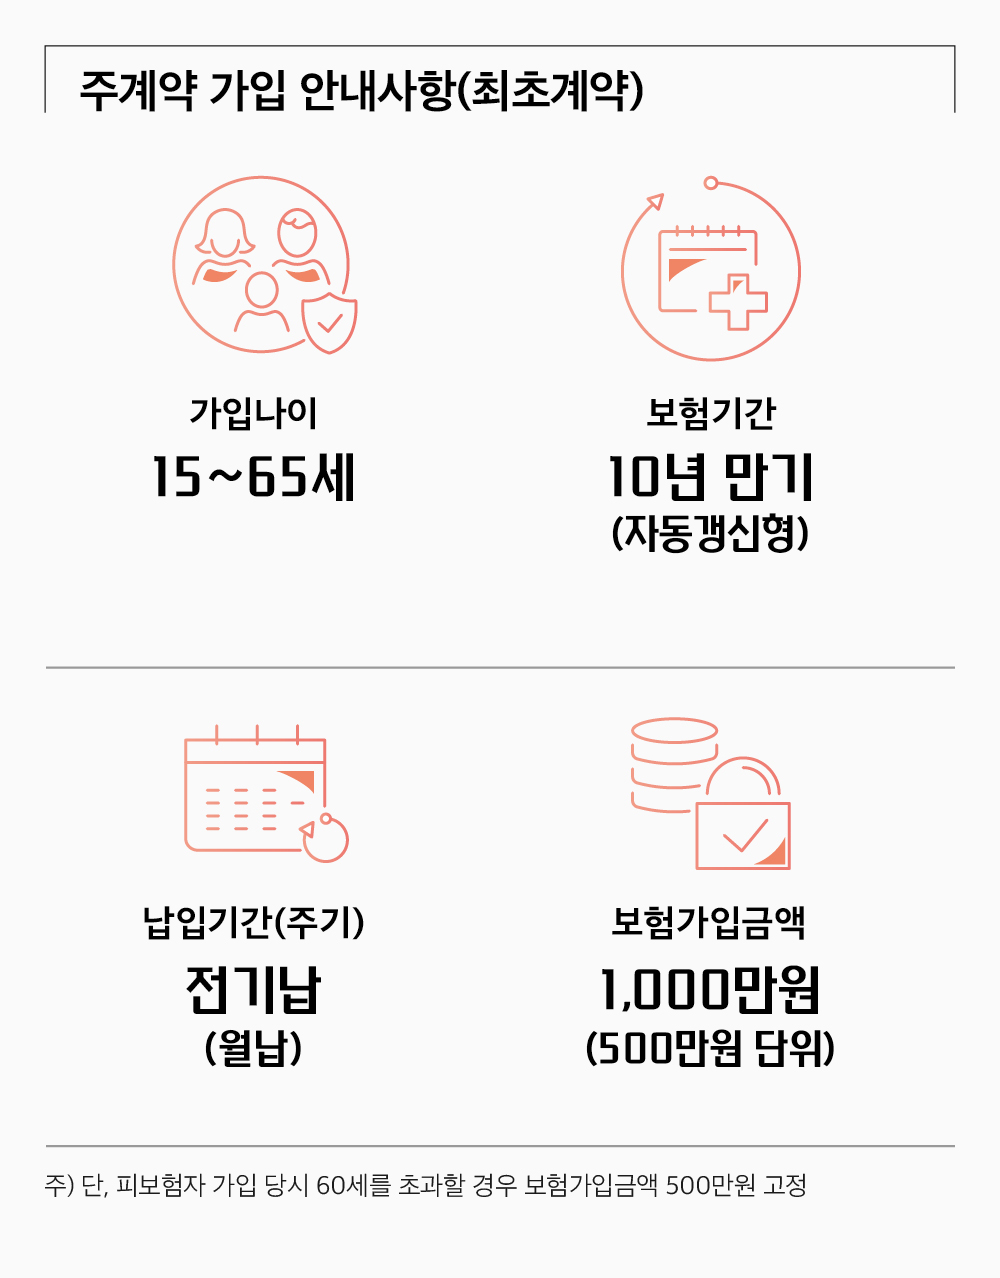 주계약 가입 안내사항(최초계약)
가입나이
15~65세
보험기간
10년 만기
(자동갱신형)
납입기간(주기)
전기납
(월납)
보험가입금액
1,000만원
(500만원 단위)
주) 단, 피보험자 가입 당시 60세를 초과할 경우 보험가입금액 500만원 고정